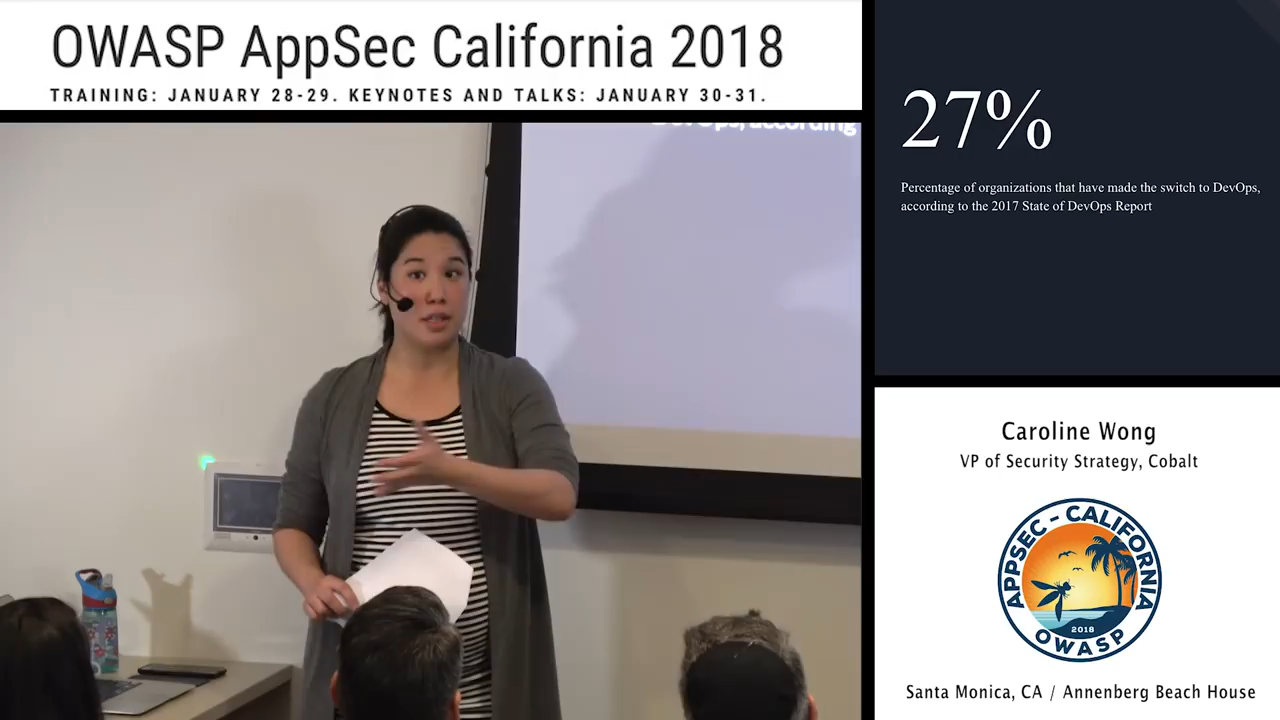 OWASP AppSec California 2018
TRAINING: JANUARY 28-29. KEYNOTES AND TALKS: JANUARY 30-31.
DevOps, according
27%
Percentage of organizations that have made the switch to DevOps,
according to the 2017 State of DevOps Report
Caroline Wong
VP of Security Strategy, Cobalt
APPSEC - CALIFORNIA
2018
OWASP
Santa Monica, CA / Annenberg Beach House